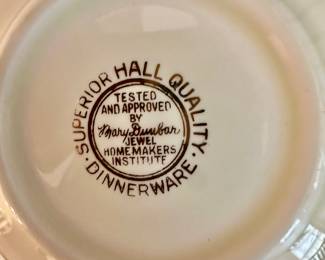 · SUPERIOR HALL QUALITY ·
DINNERWARE
TESTED
AND APPROVED
BY
Mary Dunbar
JEWEL
HOMEMAKERS
INSTITUTE